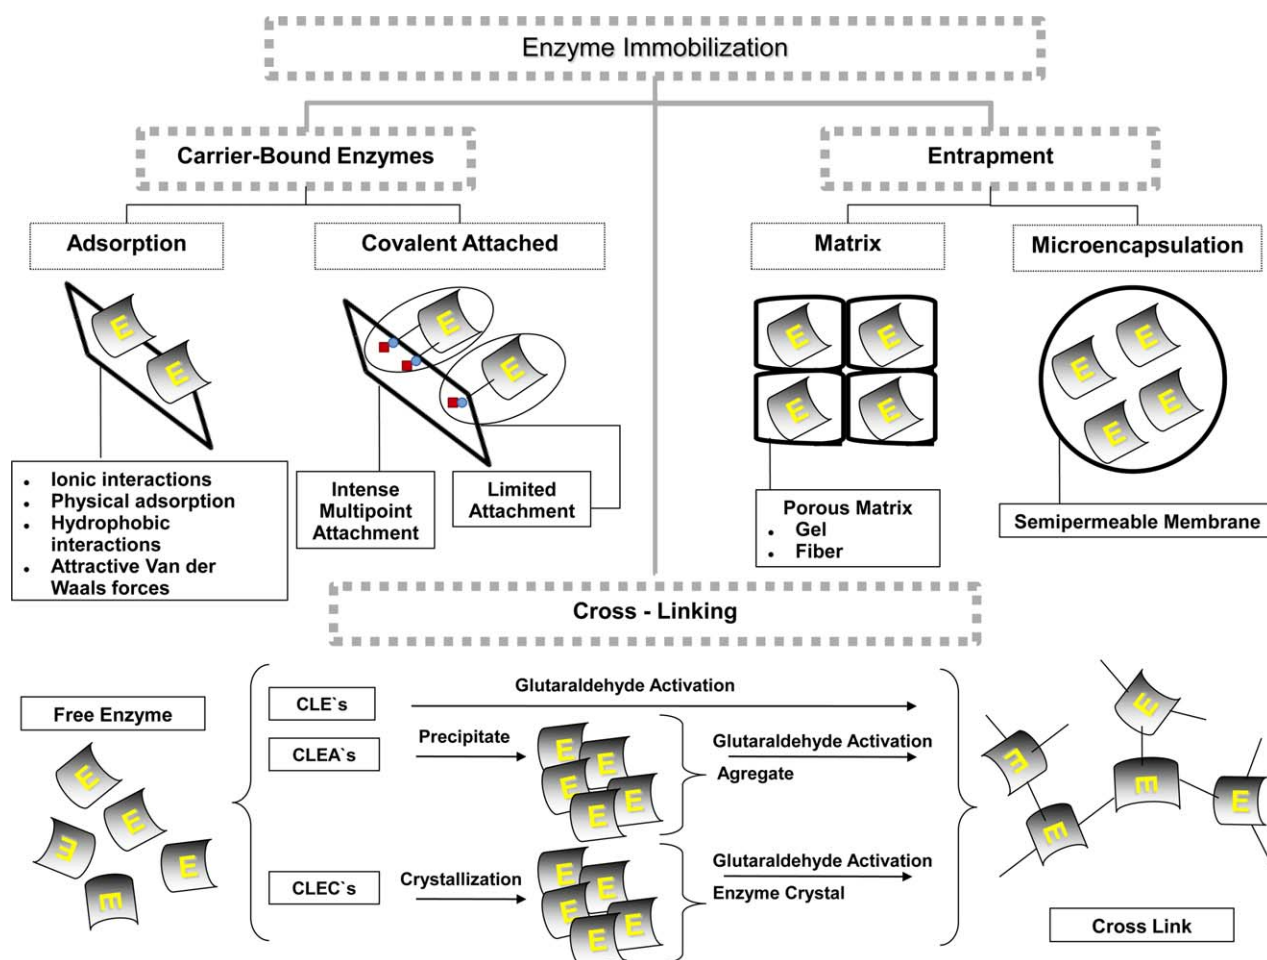 Enzyme Immobilization
Carrier-Bound Enzymes
Entrapment
Adsorption
Covalent Attached
Matrix
Microencapsulation
E
E
E
E
E
E
E
E
E
E
E
E
• Ionic interactions
• Physical adsorption
• Hydrophobic
interactions
• Attractive Van der
Waals forces
Intense
Multipoint
Attachment
Limited
Attachment
Porous Matrix
• Gel
• Fiber
Semipermeable Membrane
Cross - Linking
Free Enzyme
E
E
E
E
E
CLE`s
Glutaraldehyde Activation
CLEA`s
Precipitate
E
E
E
E
E
Agregate
Glutaraldehyde Activation
CLEC`s
Crystallization
E
E
E
E
E
Enzyme Crystal
Glutaraldehyde Activation
E
E
E
E
E
Cross Link